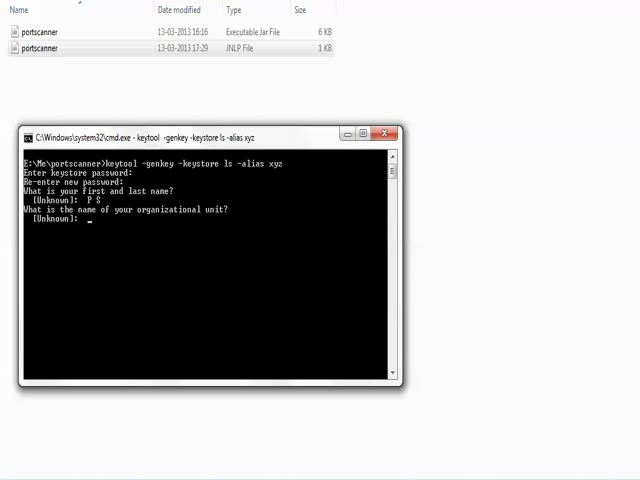 Name Date modified Type Size
portscanner 13-03-2013 16:16 Executable Jar File 6 KB
portscanner 13-03-2013 17:29 JNLP File 1 KB
C:\Windows\system32\cmd.exe - keytool -genkey -keystore ls -alias xyz
E:\Me\portscanner>keytool -genkey -keystore ls -alias xyz
Enter keystore password:
Re-enter new password:
What is your first and last name?
[Unknown]: P S
What is the name of your organizational unit?
[Unknown]: _